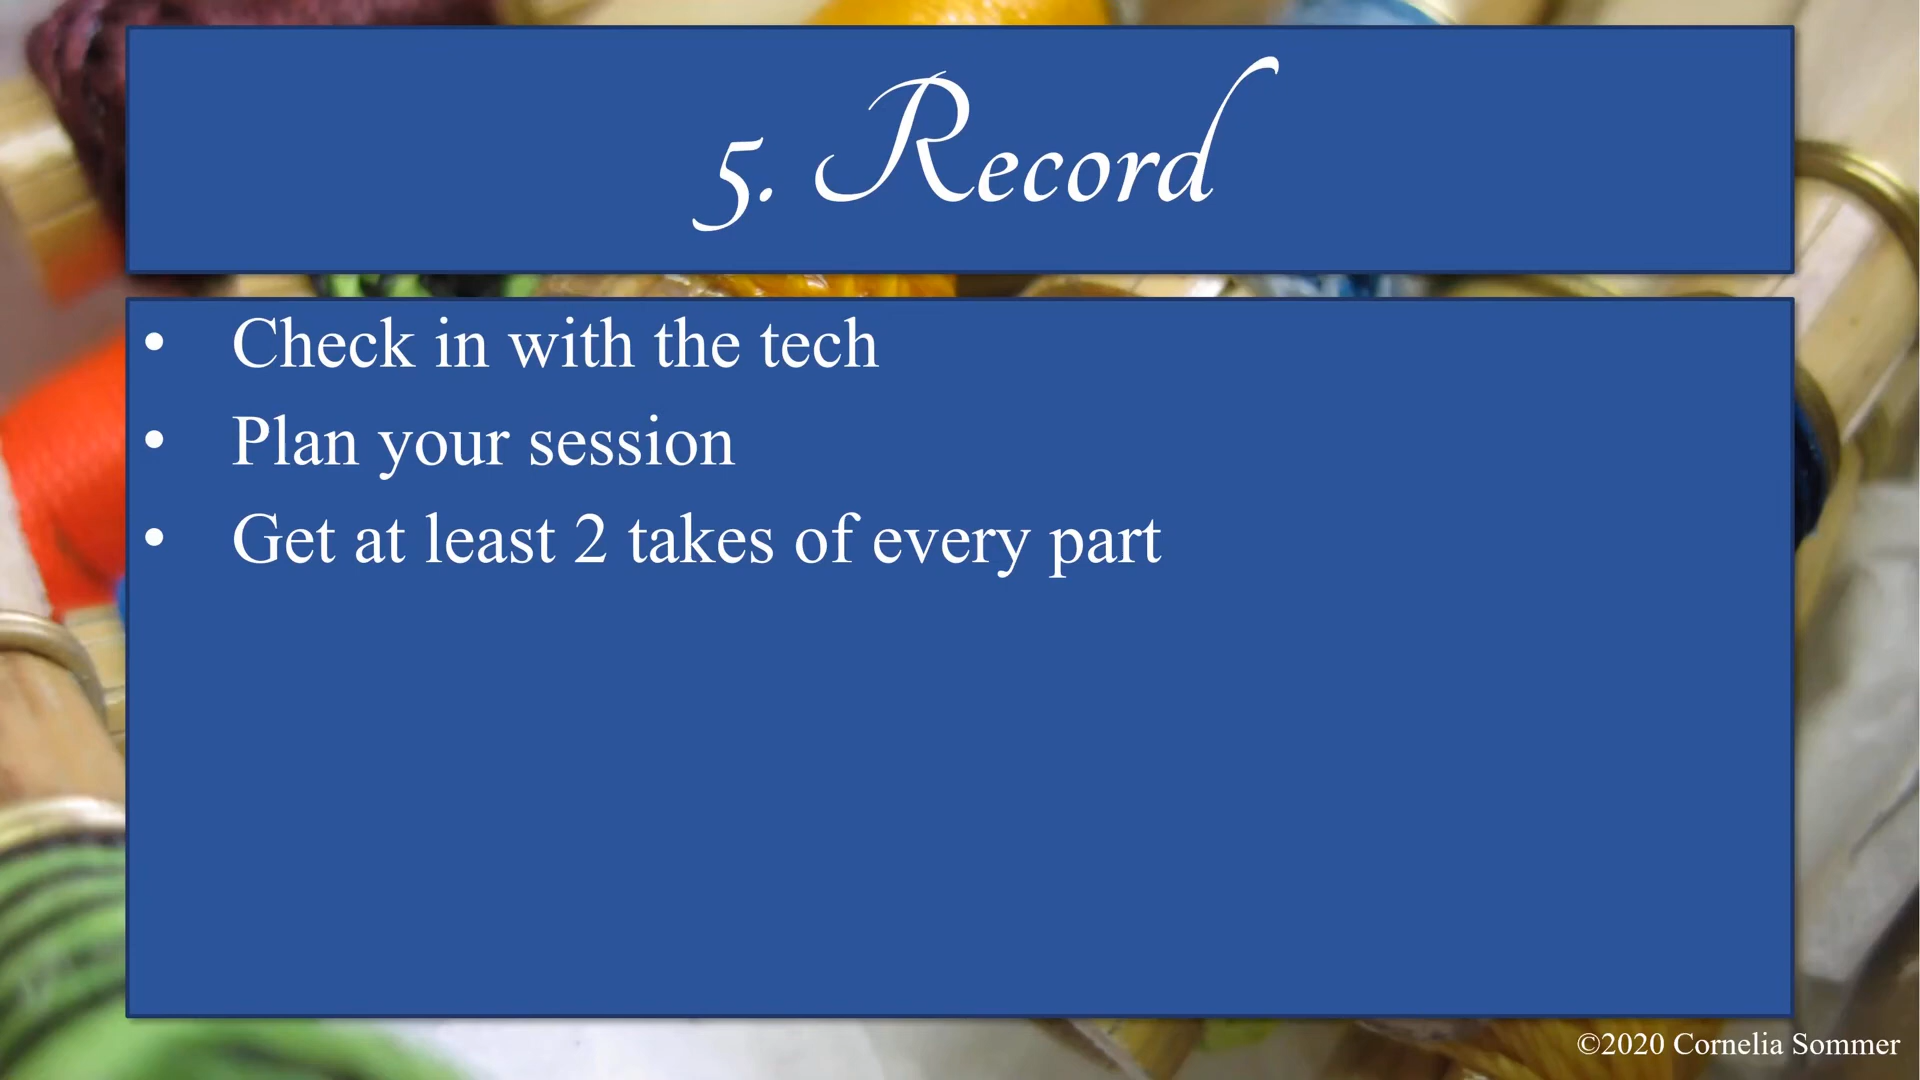 5. Record
• Check in with the tech
• Plan your session
• Get at least 2 takes of every part
©2020 Cornelia Sommer